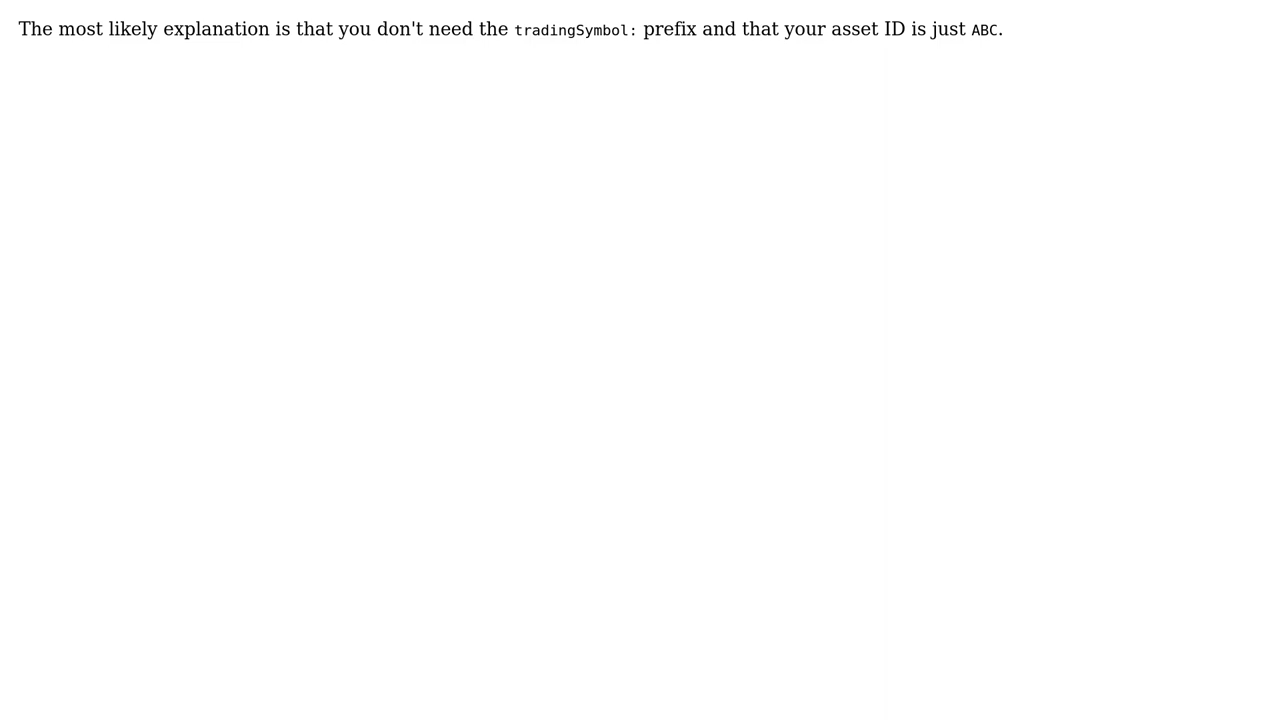 The most likely explanation is that you don't need the tradingSymbol: prefix and that your asset ID is just ABC.